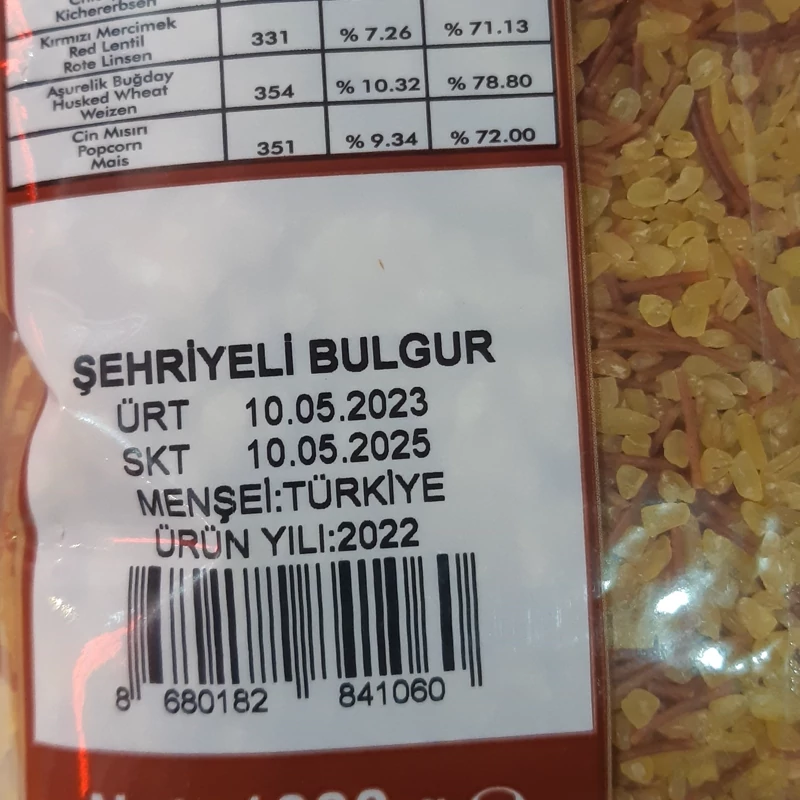 Kichererbsen
Kırmızı Mercimek
Red Lentil
Rote Linsen
331
% 7.26
% 71.13
Aşurelik Buğday
Husked Wheat
Weizen
354
% 10.32
% 78.80
Cin Mısırı
Popcorn
Mais
351
% 9.34
% 72.00
ŞEHRİYELİ BULGUR
ÜRT 10.05.2023
SKT 10.05.2025
MENŞEİ:TÜRKİYE
ÜRÜN YILI:2022
8 680182 841060